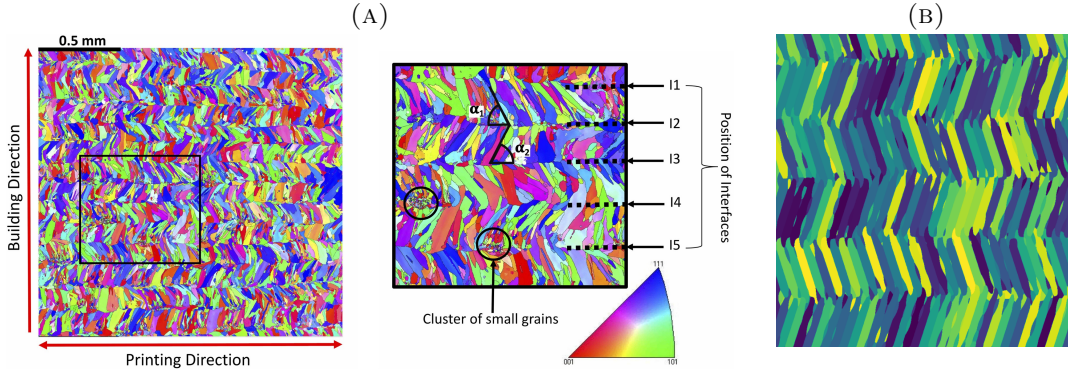 (A)
(B)
0.5 mm
Building Direction
Printing Direction
α1
α2
I1
I2
I3
I4
I5
Position of Interfaces
Cluster of small grains
111
001
101